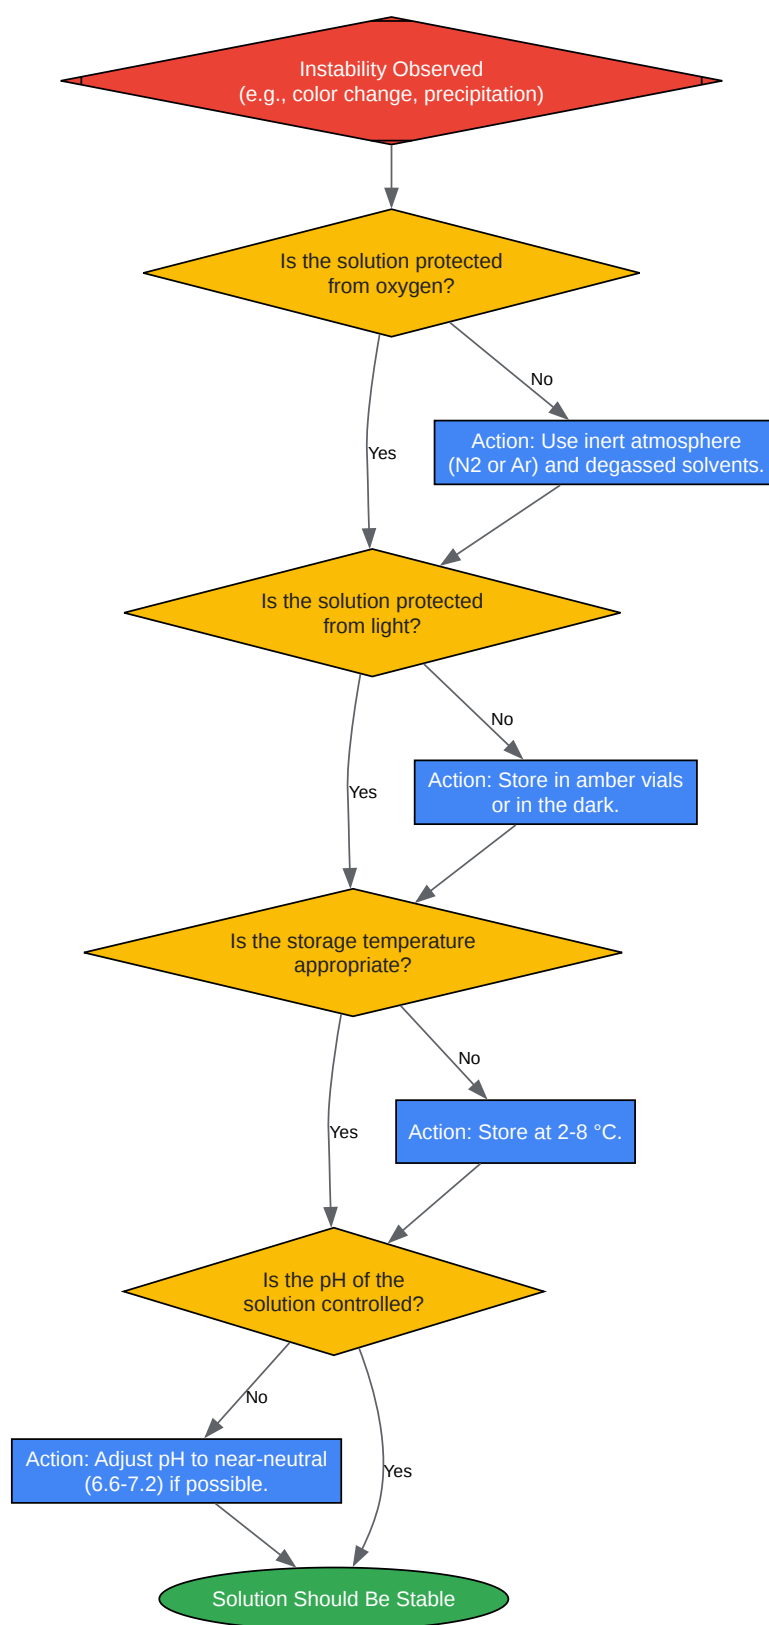 Instability Observed
(e.g., color change, precipitation)
Is the solution protected
from oxygen?
No
Action: Use inert atmosphere
(N2 or Ar) and degassed solvents.
Yes
Is the solution protected
from light?
No
Action: Store in amber vials
or in the dark.
Yes
Is the storage temperature
appropriate?
No
Action: Store at 2-8 °C.
Yes
Is the pH of the
solution controlled?
No
Action: Adjust pH to near-neutral
(6.6-7.2) if possible.
Yes
Solution Should Be Stable